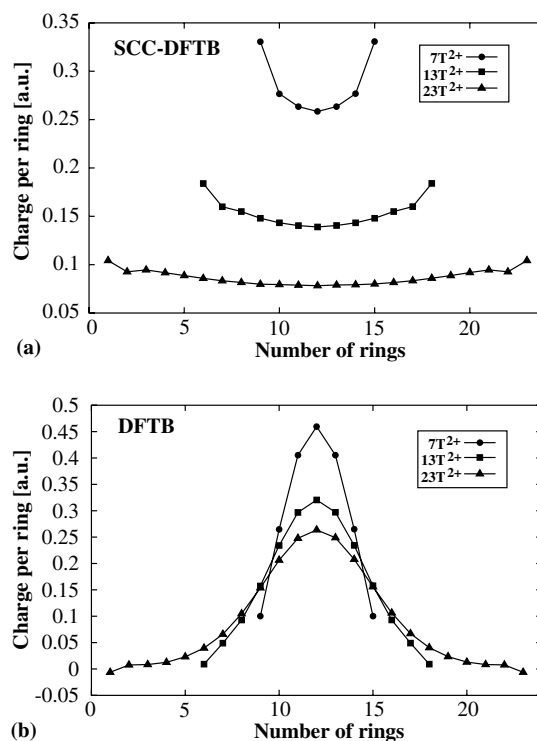 SCC-DFTB
7T2+
13T2+
23T2+
Charge per ring [a.u.]
0.35
0.3
0.25
0.2
0.15
0.1
0.05
0 5 10 15 20
Number of rings
(a)
DFTB
7T2+
13T2+
23T2+
Charge per ring [a.u.]
0.5
0.45
0.4
0.35
0.3
0.25
0.2
0.15
0.1
0.05
0
-0.05
0 5 10 15 20
Number of rings
(b)